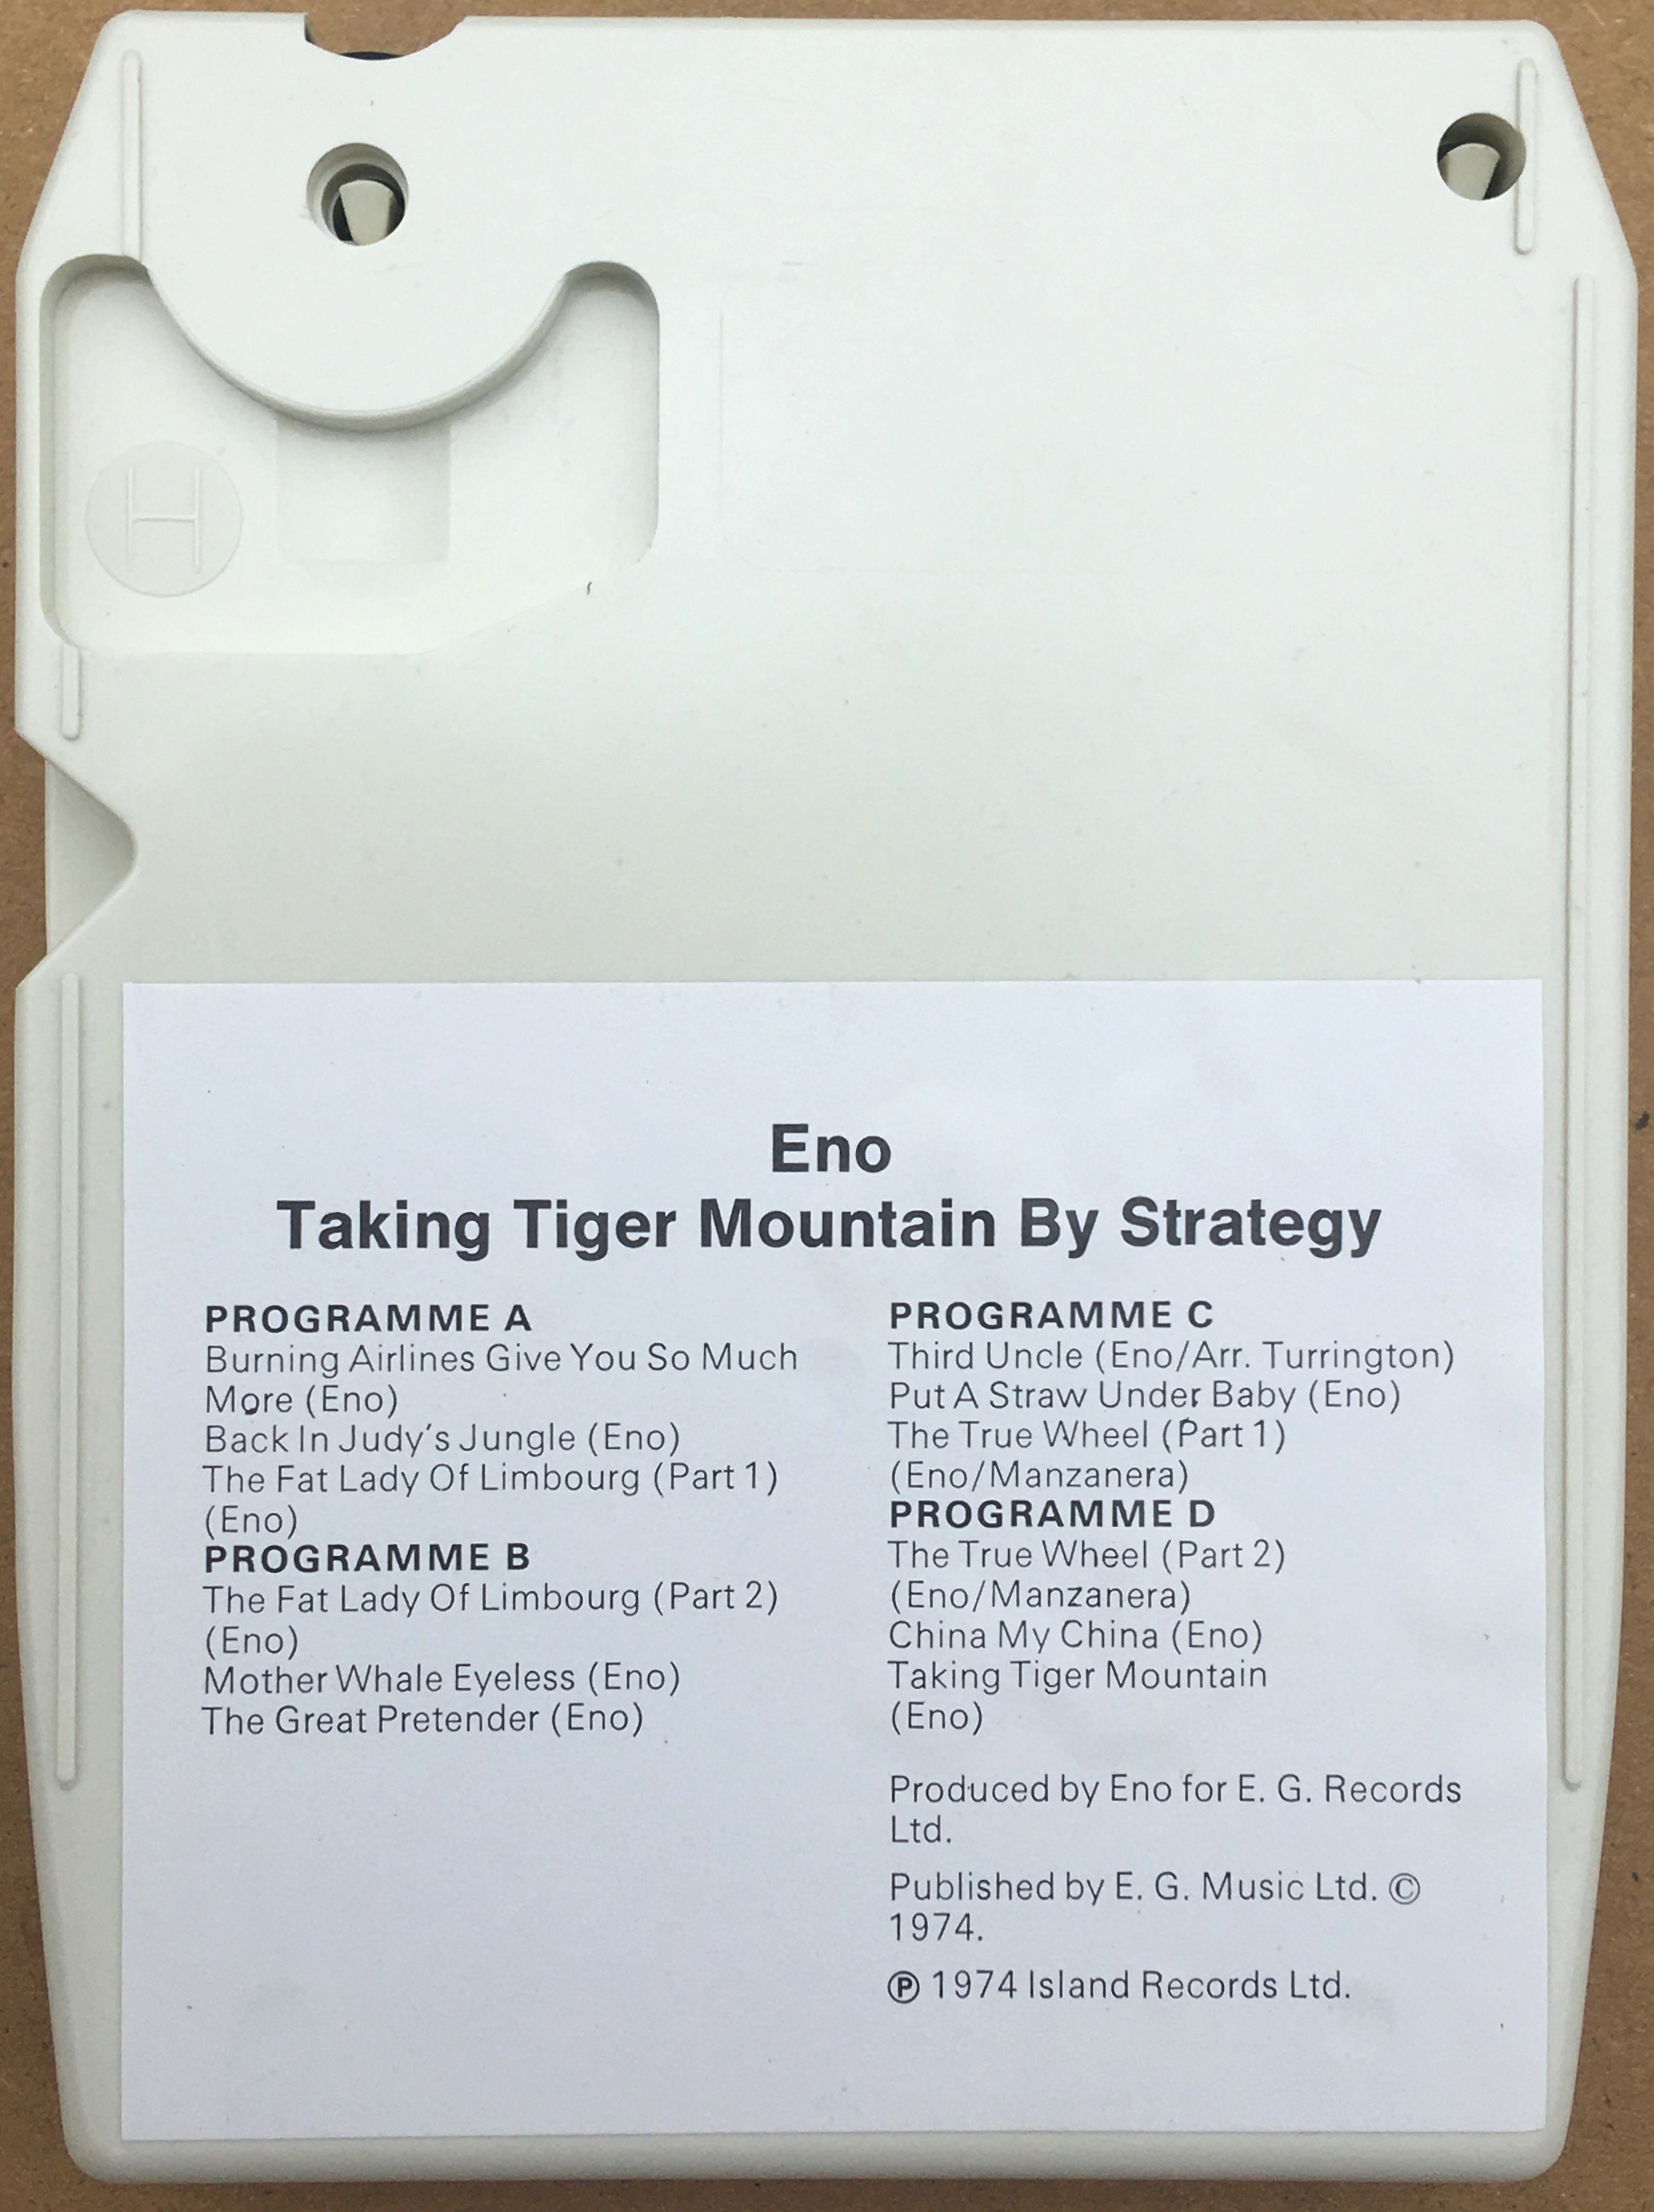 H
Eno
Taking Tiger Mountain By Strategy
PROGRAMME A
Burning Airlines Give You So Much
More (Eno)
Back In Judy's Jungle (Eno)
The Fat Lady Of Limbourg (Part 1)
(Eno)
PROGRAMME B
The Fat Lady Of Limbourg (Part 2)
(Eno)
Mother Whale Eyeless (Eno)
The Great Pretender (Eno)
PROGRAMME C
Third Uncle (Eno/Arr. Turrington)
Put A Straw Under Baby (Eno)
The True Wheel (Part 1)
(Eno/Manzanera)
PROGRAMME D
The True Wheel (Part 2)
(Eno/Manzanera)
China My China (Eno)
Taking Tiger Mountain
(Eno)
Produced by Eno for E. G. Records
Ltd.
Published by E. G. Music Ltd. ©
1974.
℗ 1974 Island Records Ltd.